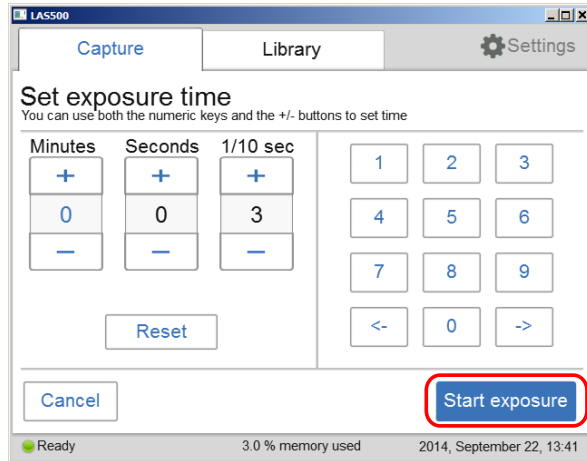 LAS500
Capture Library Settings
Set exposure time
You can use both the numeric keys and the +/- buttons to set time
Minutes Seconds 1/10 sec
+ + +
0 0 3
− − −
1 2 3
4 5 6
7 8 9
<- 0 ->
Reset
Cancel Start exposure
Ready 3.0 % memory used 2014, September 22, 13:41